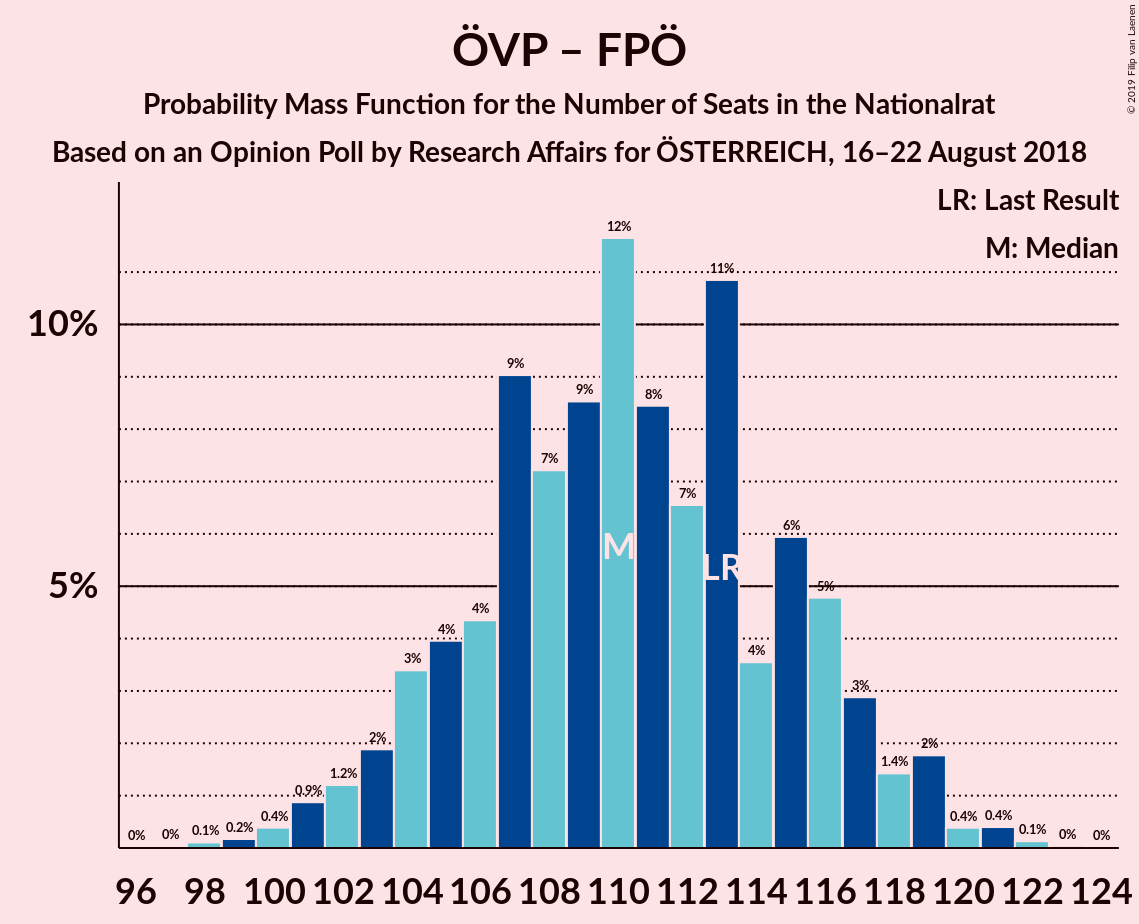 ÖVP – FPÖ
Probability Mass Function for the Number of Seats in the Nationalrat
Based on an Opinion Poll by Research Affairs for ÖSTERREICH, 16–22 August 2018
© 2019 Filip van Laenen
LR: Last Result
M: Median
10%
5%
0% 0% 0.1% 0.2% 0.4% 0.9% 1.2% 2% 3% 4% 4% 9% 7% 9% 12% 8% 7% 11% 4% 6% 5% 3% 1.4% 2% 0.4% 0.4% 0.1% 0% 0%
M
LR
96 98 100 102 104 106 108 110 112 114 116 118 120 122 124